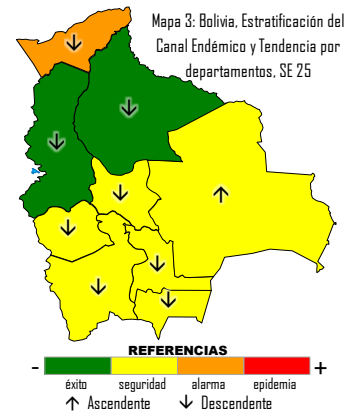 Mapa 3: Bolivia, Estratificación del
Canal Endémico y Tendencia por
departamentos, SE 25
REFERENCIAS
- +
éxito seguridad alarma epidemia
↑ Ascendente ↓ Descendente